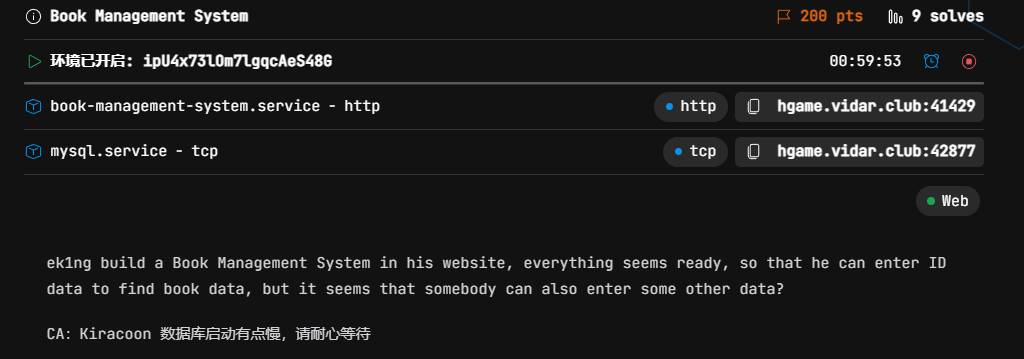 Book Management System 200 pts 9 solves
环境已开启: ipU4x73lOm7lgqcAeS48G 00:59:53
book-management-system.service - http http hgame.vidar.club:41429
mysql.service - tcp tcp hgame.vidar.club:42877
Web
ek1ng build a Book Management System in his website, everything seems ready, so that he can enter ID
data to find book data, but it seems that somebody can also enter some other data?
CA: Kiracoon 数据库启动有点慢，请耐心等待